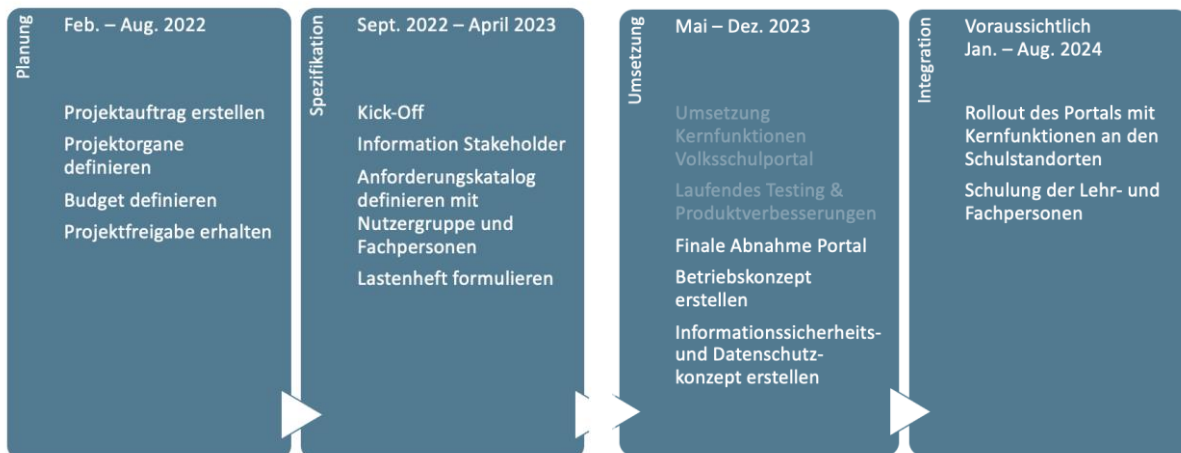 Planung
Feb. – Aug. 2022
Projektauftrag erstellen
Projektorgane
definieren
Budget definieren
Projektfreigabe erhalten
Spezifikation
Sept. 2022 – April 2023
Kick-Off
Information Stakeholder
Anforderungskatalog
definieren mit
Nutzergruppe und
Fachpersonen
Lastenheft formulieren
Umsetzung
Mai – Dez. 2023
Umsetzung
Kernfunktionen
Volksschulportal
Laufendes Testing &
Produktverbesserungen
Finale Abnahme Portal
Betriebskonzept
erstellen
Informationssicherheits-
und Datenschutz-
konzept erstellen
Integration
Voraussichtlich
Jan. – Aug. 2024
Rollout des Portals mit
Kernfunktionen an den
Schulstandorten
Schulung der Lehr- und
Fachpersonen